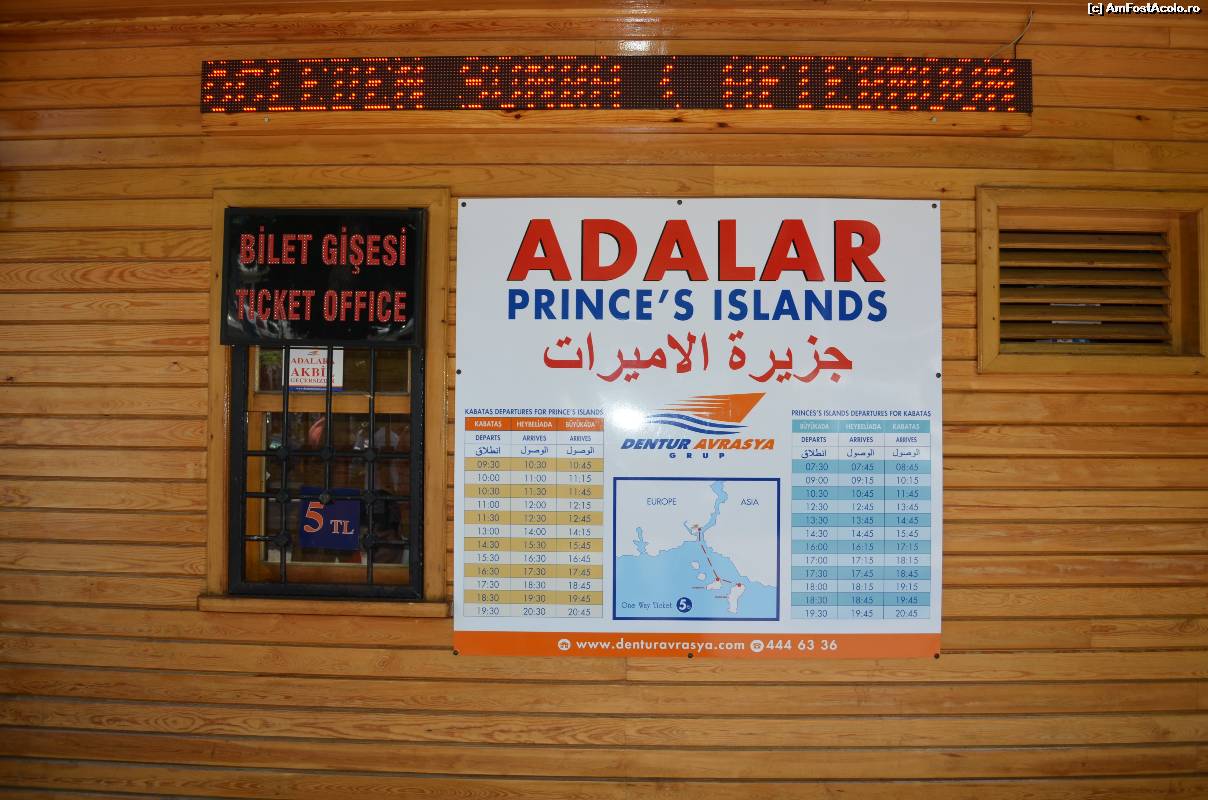 [c] AmFostAcolo.ro
ÖĞLEDEN SONRA ( AFTERNOON
BİLET GİŞESİ
TICKET OFFICE
ADALARA
AKBİL
GEÇERSİZDİR
5 TL
ADALAR
PRINCE'S ISLANDS
جزيرة الاميرات
DENTUR AVRASYA
GRUP
KABATAŞ DEPARTURES FOR PRINCE'S ISLANDS
KABATAŞ HEYBELİADA BÜYÜKADA
DEPARTS ARRIVES ARRIVES
انطلاق الوصول الوصول
09:30 10:30 10:45
10:00 11:00 11:15
10:30 11:30 11:45
11:00 12:00 12:15
11:30 12:30 12:45
13:00 14:00 14:15
14:30 15:30 15:45
15:30 16:30 16:45
16:30 17:30 17:45
17:30 18:30 18:45
18:30 19:30 19:45
19:30 20:30 20:45
EUROPE ASIA
One Way Ticket 5
PRINCES'S ISLANDS DEPARTURES FOR KABATAŞ
BÜYÜKADA HEYBELİADA KABATAŞ
DEPARTS ARRIVES ARRIVES
انطلاق الوصول الوصول
07:30 07:45 08:45
09:00 09:15 10:15
10:30 10:45 11:45
12:30 12:45 13:45
13:30 13:45 14:45
14:30 14:45 15:45
16:00 16:15 17:15
17:00 17:15 18:15
17:30 17:45 18:45
18:00 18:15 19:15
18:30 18:45 19:45
19:30 19:45 20:45
www.denturavrasya.com 444 63 36